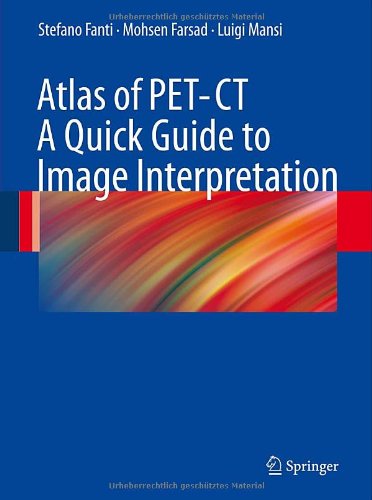 Urheberrechtlich geschütztes Material
Stefano Fanti · Mohsen Farsad · Luigi Mansi
Atlas of PET-CT
A Quick Guide to
Image Interpretation
Springer
Urheberrechtlich geschütztes Material